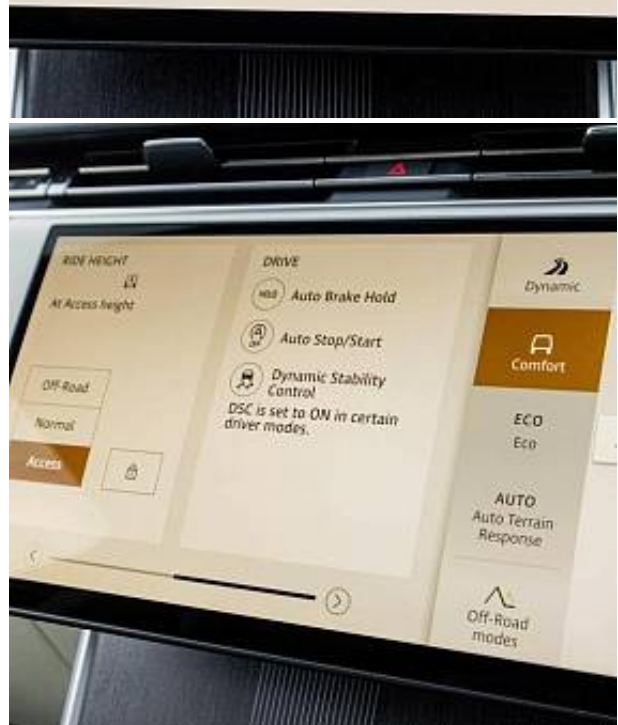 RIDE HEIGHT
At Access height
Off-Road
Normal
Access
DRIVE
HOLD
Auto Brake Hold
OFF
Auto Stop/Start
Dynamic Stability
Control
DSC is set to ON in certain
driver modes.
Dynamic
Comfort
ECO
Eco
AUTO
Auto Terrain
Response
Off-Road
modes